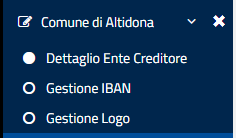 Comune di Altidona
Dettaglio Ente Creditore
Gestione IBAN
Gestione Logo